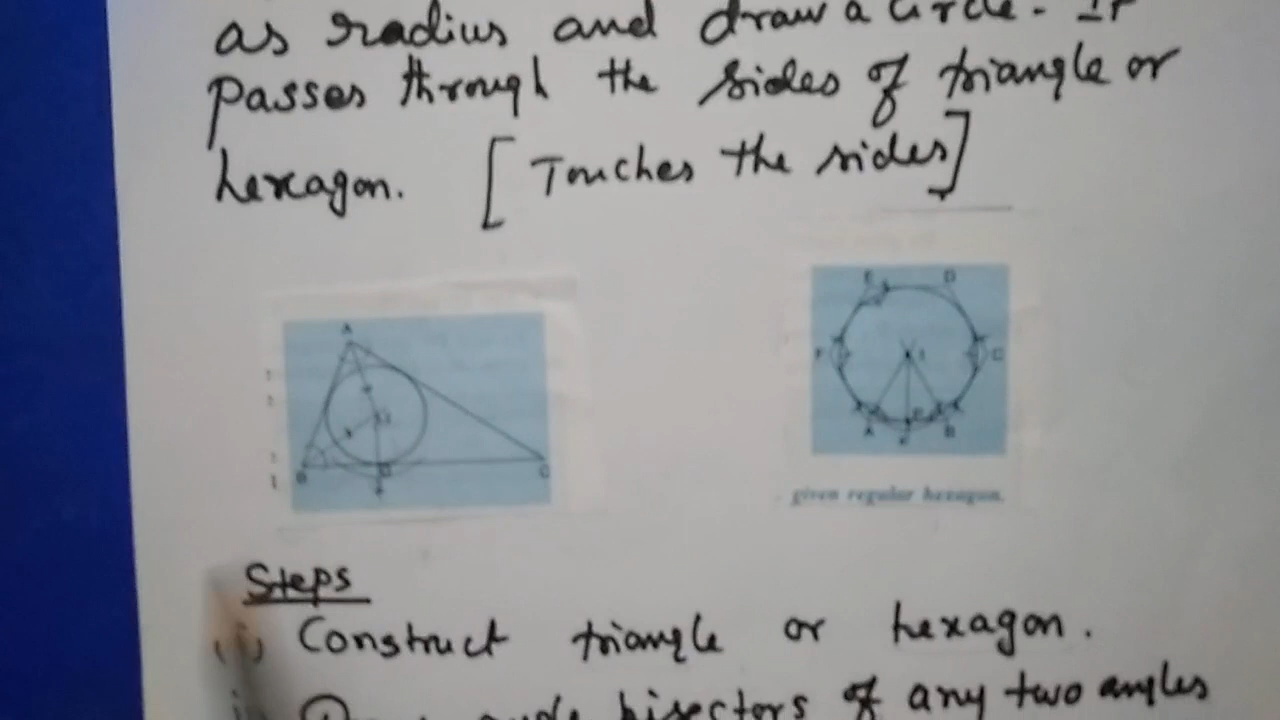 as radius and draw a circle. It
Passes through the sides of triangle or
hexagon. [Touches the sides]
A
B
C
E
D
F
C
I
A
B
given regular hexagon.
Steps
(i) Construct triangle or hexagon.
angle bisectors of any two angles